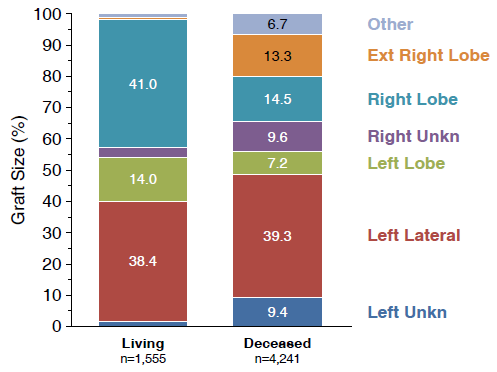 Graft Size (%)
100
90
80
70
60
50
40
30
20
10
0
41.0
14.0
38.4
6.7
13.3
14.5
9.6
7.2
39.3
9.4
Other
Ext Right Lobe
Right Lobe
Right Unkn
Left Lobe
Left Lateral
Left Unkn
Living
n=1,555
Deceased
n=4,241